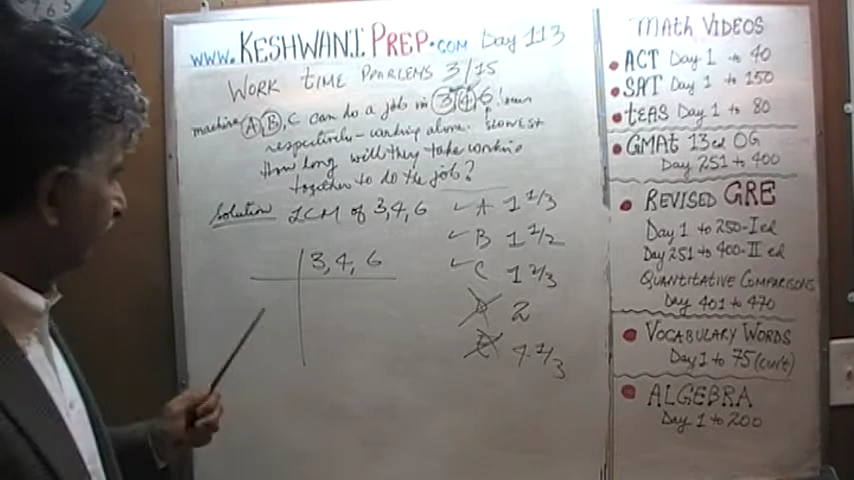 www.KESHWANIPREP.COM Day 113
WORK TIME PROBLEMS 3/15
machine A, B, C can do a job in 3, 4, 6 hours
respectively - working alone. SLOWEST
How long will they take working
together to do the job?
Solution LCM of 3,4,6
3, 4, 6
A 1 1/3
B 1 1/2
C 1 2/3
D 2
E 4 1/3
MATH VIDEOS
ACT Day 1 to 40
SAT Day 1 to 150
tEAS Day 1 to 80
GMAt 13ed OG
Day 251 to 400
REVISED GRE
Day 1 to 250-I ed
Day 251 to 400-II ed
QUANTITATIVE COMPARISONS
Day 401 to 470
VOCABULARY WORDS
Day 1 to 75 (con't)
ALGEBRA
Day 1 to 200